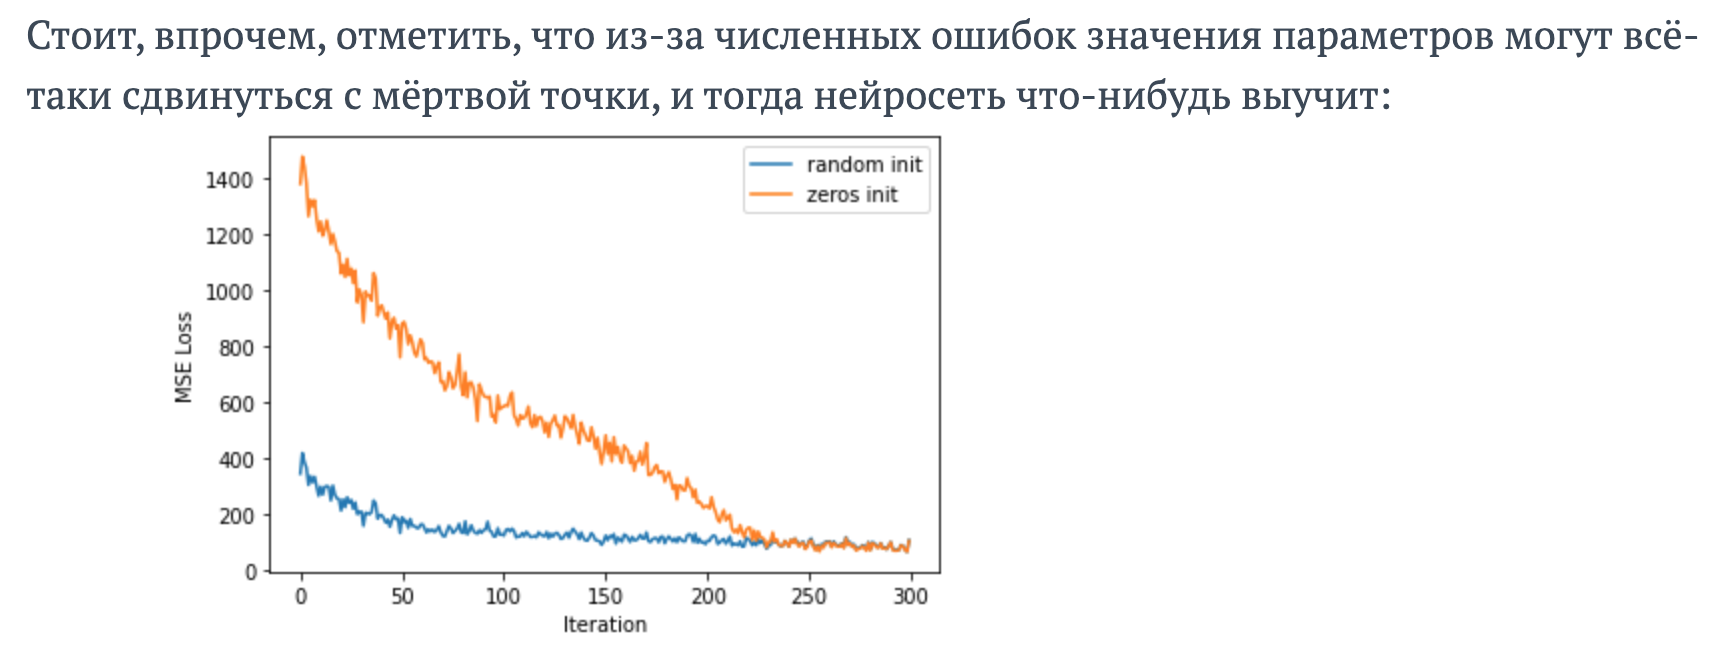 Стоит, впрочем, отметить, что из-за численных ошибок значения параметров могут всё-
таки сдвинуться с мёртвой точки, и тогда нейросеть что-нибудь выучит:
random init
zeros init
1400
1200
1000
800
600
400
200
0
MSE Loss
0 50 100 150 200 250 300
Iteration